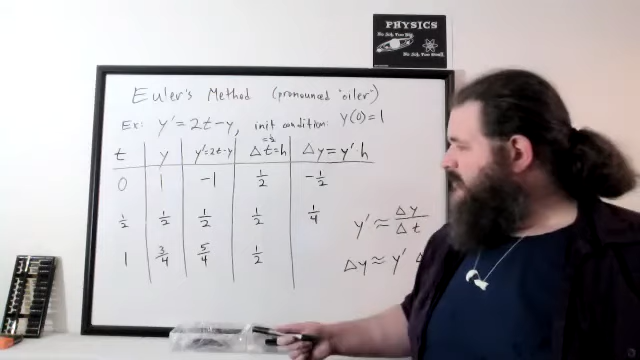 PHYSICS
Euler's Method (pronounced "oiler")
Ex: y' = 2t-y, init condition: y(0)=1
t y y'=2t-y Δt=h =½ Δy=y'·h
0 1 -1 1/2 -1/2
1/2 1/2 1/2 1/2 1/4
1 3/4 5/4 1/2
y' ≈ Δy/Δt
Δy ≈ y' Δ